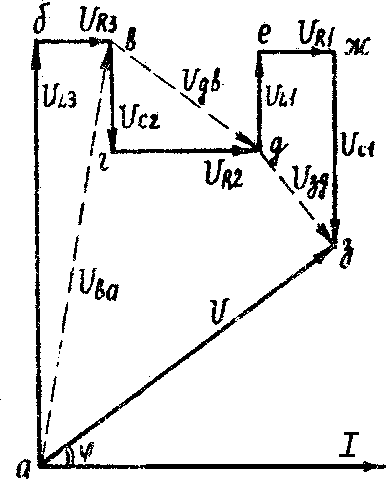 б U_R3 в е U_R1 ж
U_L3 U_C2 U_дв U_L1 U_C1
г U_R2 д U_зд
U_ва U з
а φ I